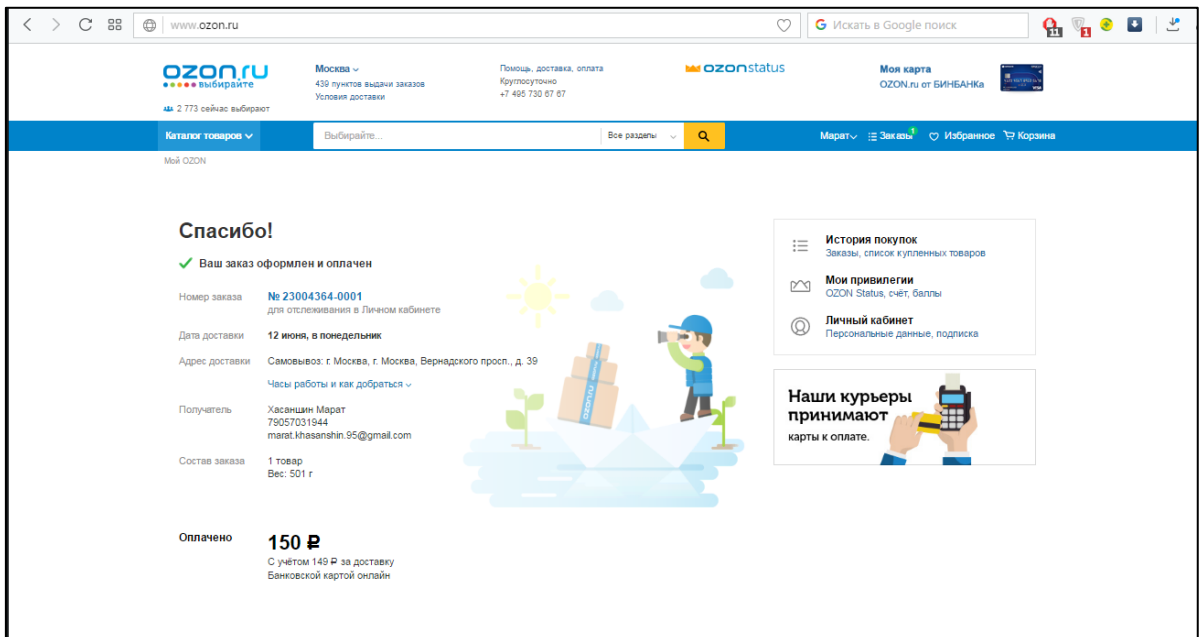 www.ozon.ru
Искать в Google поиск
11
1
OZON.ru
выбирайте
2 773 сейчас выбирают
Москва
439 пунктов выдачи заказов
Условия доставки
Помощь, доставка, оплата
Круглосуточно
+7 495 730 67 67
ozonstatus
Моя карта
OZON.ru от БИНБАНКа
Каталог товаров
Выбирайте...
Все разделы
Марат
Заказы 1
Избранное
Корзина
Мой OZON
Спасибо!
Ваш заказ оформлен и оплачен
Номер заказа № 23004364-0001
для отслеживания в Личном кабинете
Дата доставки 12 июня, в понедельник
Адрес доставки Самовывоз: г. Москва, г. Москва, Вернадского просп., д. 39
Часы работы и как добраться
Получатель Хасаншин Марат
79057031944
marat.khasanshin.95@gmail.com
Состав заказа 1 товар
Вес: 501 г
Оплачено 150 ₽
С учётом 149 ₽ за доставку
Банковской картой онлайн
ozon.ru
История покупок
Заказы, список купленных товаров
Мои привилегии
OZON Status, счёт, баллы
Личный кабинет
Персональные данные, подписка
Наши курьеры
принимают
карты к оплате.